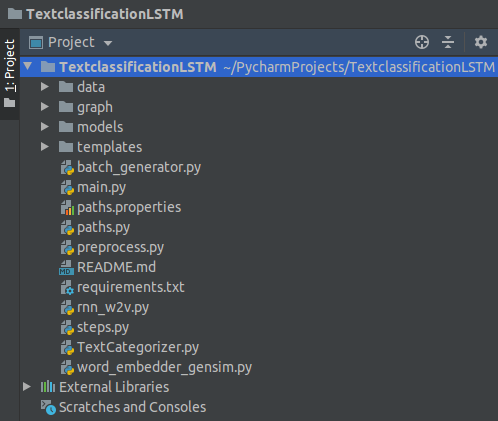 TextclassificationLSTM
1: Project
Project
TextclassificationLSTM ~/PycharmProjects/TextclassificationLSTM
data
graph
models
templates
batch_generator.py
main.py
paths.properties
paths.py
preprocess.py
MD README.md
requirements.txt
rnn_w2v.py
steps.py
TextCategorizer.py
word_embedder_gensim.py
External Libraries
Scratches and Consoles